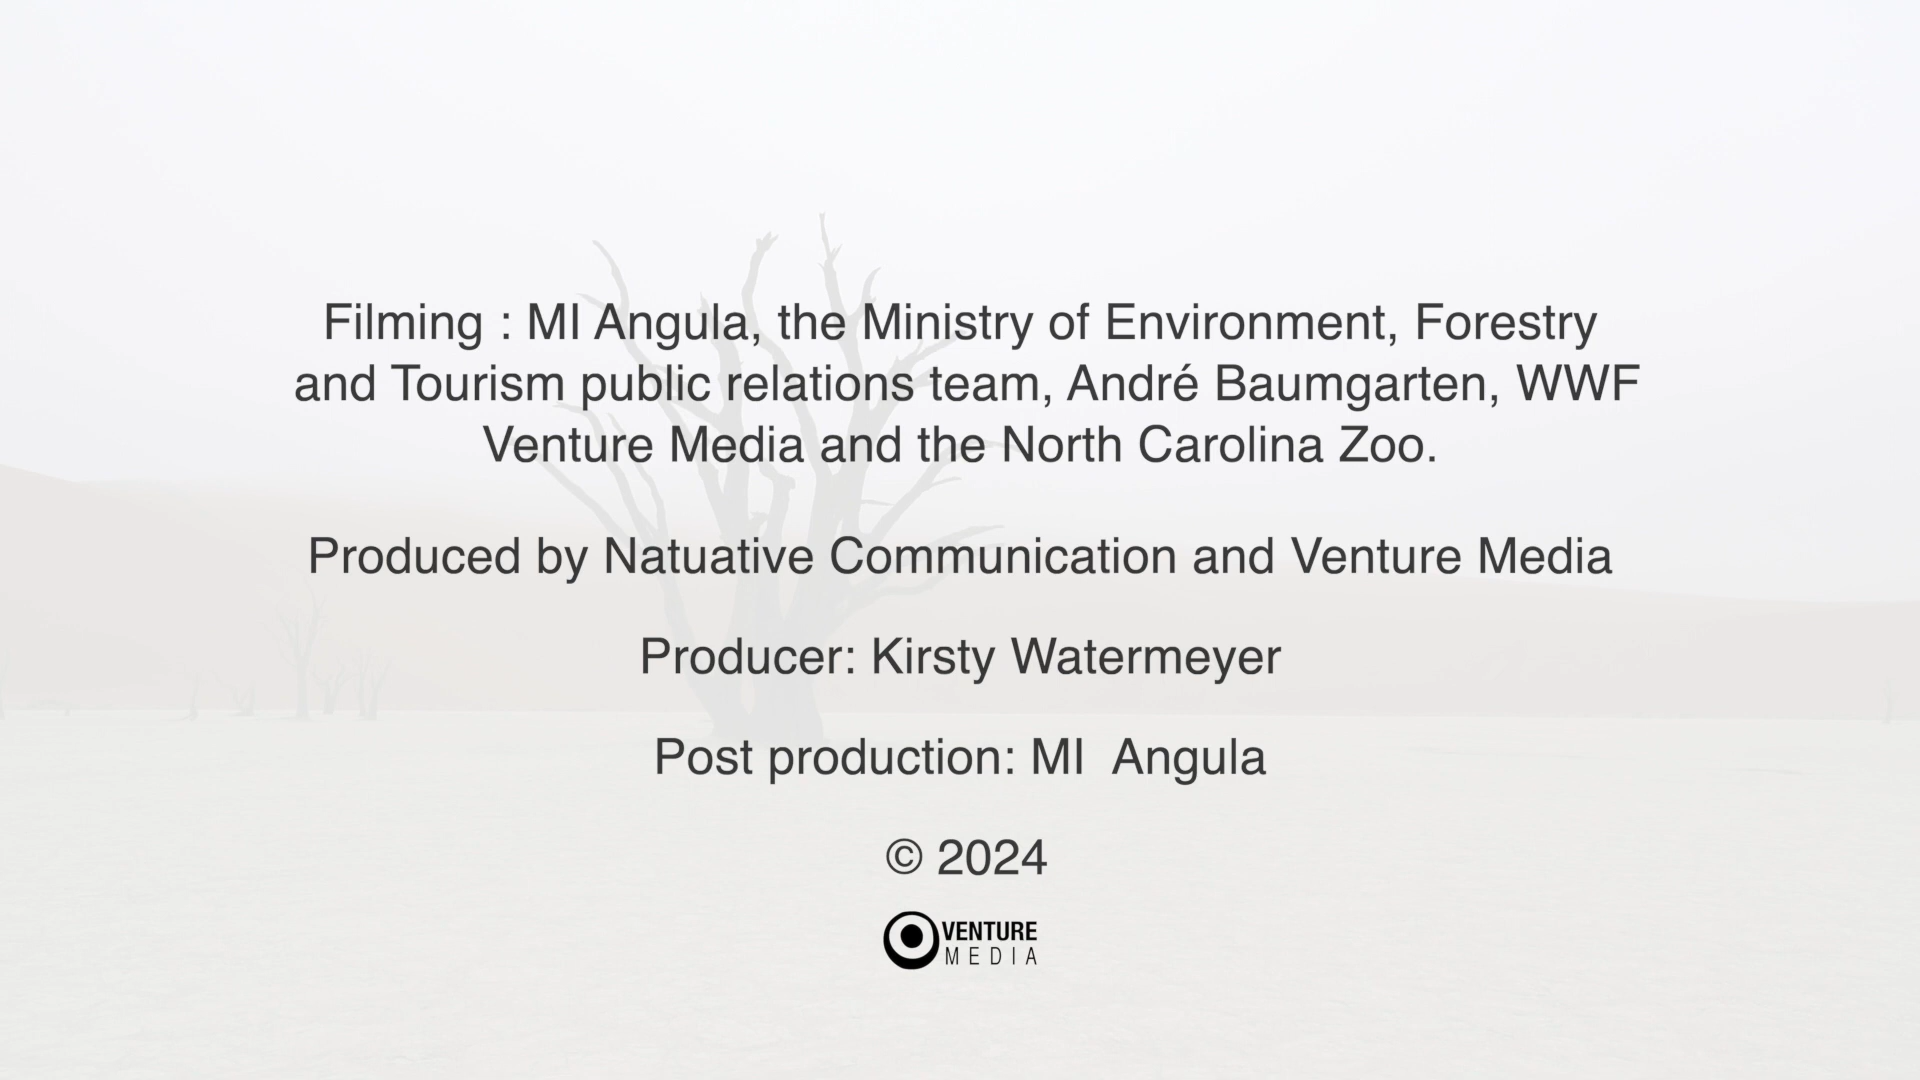 Filming : MI Angula, the Ministry of Environment, Forestry
and Tourism public relations team, André Baumgarten, WWF
Venture Media and the North Carolina Zoo.
Produced by Natuative Communication and Venture Media
Producer: Kirsty Watermeyer
Post production: MI  Angula
© 2024
VENTURE
MEDIA